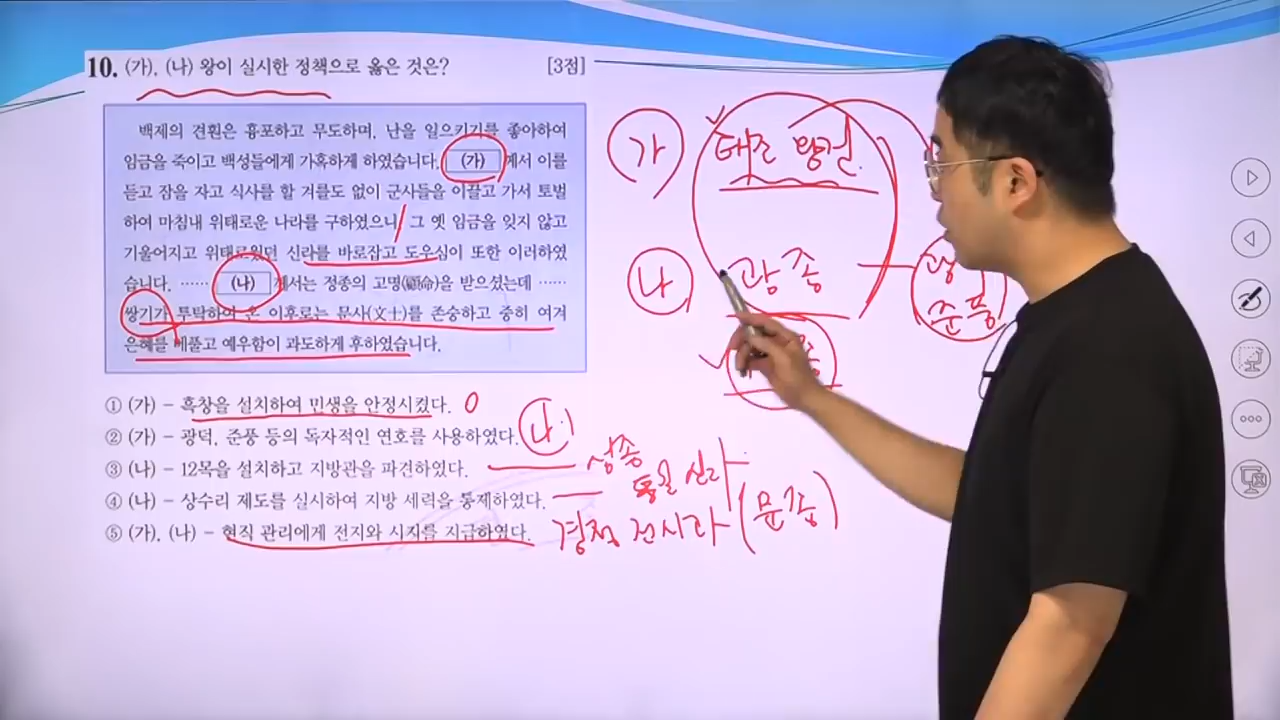 10. (가), (나) 왕이 실시한 정책으로 옳은 것은? [3점]
백제의 견훤은 흉포하고 무도하며, 난을 일으키기를 좋아하여
임금을 죽이고 백성들에게 가혹하게 하였습니다. (가) 께서 이를
듣고 잠을 자고 식사를 할 겨를도 없이 군사들을 이끌고 가서 토벌
하여 마침내 위태로운 나라를 구하였으니, 그 옛 임금을 잊지 않고
기울어지고 위태로웠던 신라를 바로잡고 도우심이 또한 이러하였
습니다. …… (나) 께서는 정종의 고명(顧命)을 받으셨는데 ……
쌍기가 투탁하여 온 이후로는 문사(文士)를 존숭하고 중히 여겨
은혜를 베풀고 예우함이 과도하게 후하였습니다.
① (가) - 흑창을 설치하여 민생을 안정시켰다. O
② (가) - 광덕, 준풍 등의 독자적인 연호를 사용하였다. 나!
③ (나) - 12목을 설치하고 지방관을 파견하였다. 성종
④ (나) - 상수리 제도를 실시하여 지방 세력을 통제하였다. 통일 신라
⑤ (가), (나) - 현직 관리에게 전지와 시지를 지급하였다. 경정 전시과 (문종)
가 태조 왕건
나 광종
준풍